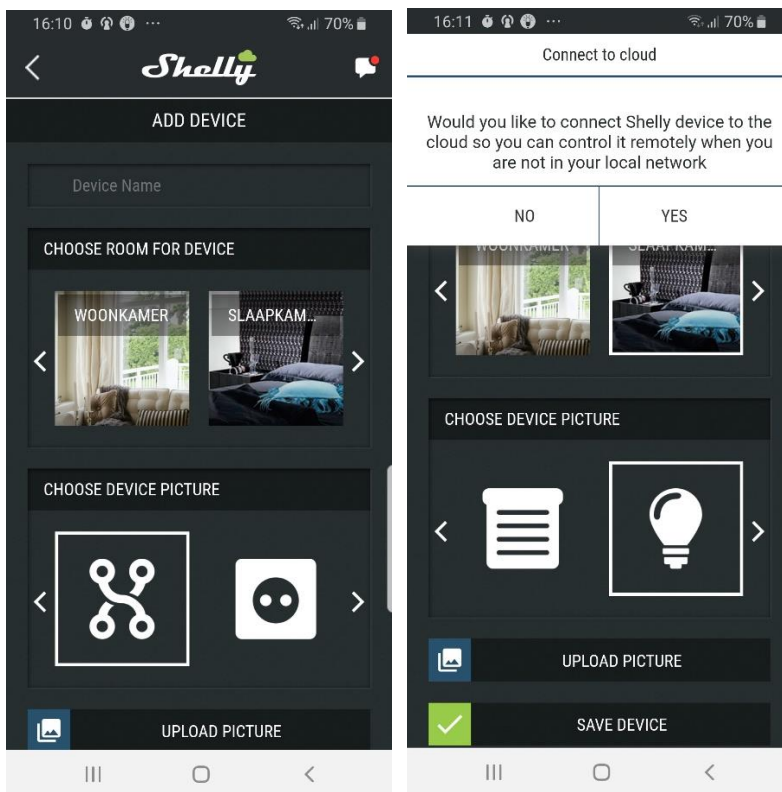 16:10 ... 70%
Shelly
ADD DEVICE
Device Name
CHOOSE ROOM FOR DEVICE
WOONKAMER
SLAAPKAM...
CHOOSE DEVICE PICTURE
UPLOAD PICTURE
16:11 ... 70%
Connect to cloud
Would you like to connect Shelly device to the
cloud so you can control it remotely when you
are not in your local network
NO YES
WOONKAMER
SLAAPKAM...
CHOOSE DEVICE PICTURE
UPLOAD PICTURE
SAVE DEVICE